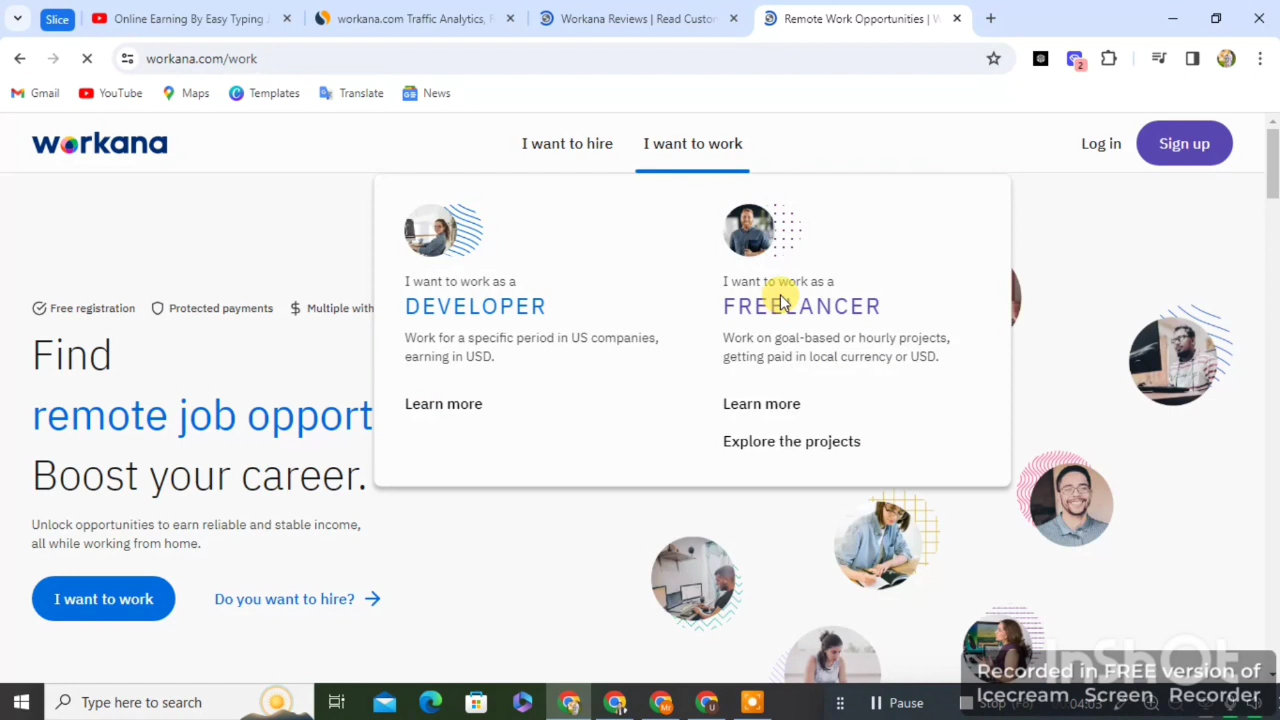 Slice
Online Earning By Easy Typing
workana.com Traffic Analytics,
Workana Reviews | Read Custom
Remote Work Opportunities | W
workana.com/work
2
Gmail
YouTube
Maps
Templates
Translate
News
workana
I want to hire
I want to work
Log in
Sign up
I want to work as a
DEVELOPER
Work for a specific period in US companies,
earning in USD.
Learn more
I want to work as a
FREELANCER
Work on goal-based or hourly projects,
getting paid in local currency or USD.
Learn more
Explore the projects
Free registration
Protected payments
Multiple with
Find
remote job opport
Boost your career.
Unlock opportunities to earn reliable and stable income,
all while working from home.
I want to work
Do you want to hire?
InShOt
Recorded in FREE version of
Icecream Screen Recorder
Type here to search
Pause
Stop (F8)
04:03